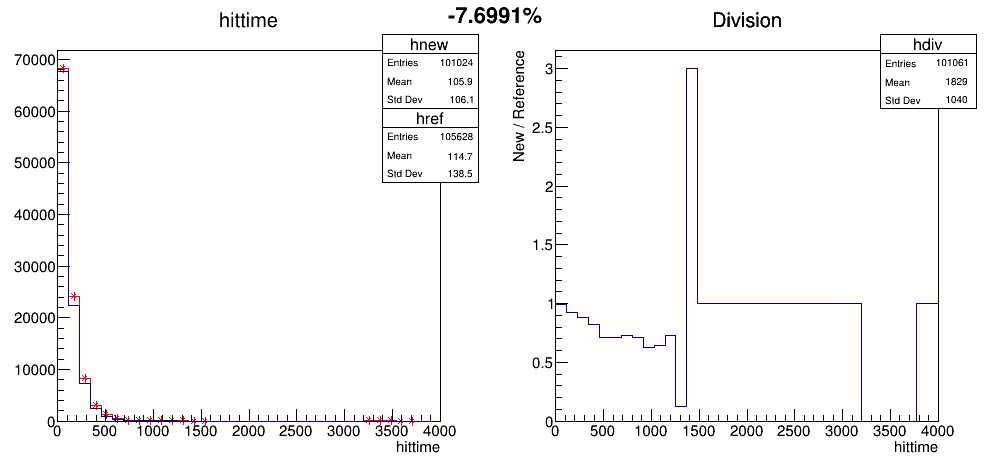 -7.6991%
hittime
hnew
Entries 101024
Mean 105.9
Std Dev 106.1
href
Entries 105628
Mean 114.7
Std Dev 138.5
70000
60000
50000
40000
30000
20000
10000
0
0 500 1000 1500 2000 2500 3000 3500 4000
hittime
Division
hdiv
Entries 101061
Mean 1829
Std Dev 1040
New / Reference
3
2.5
2
1.5
1
0.5
0
0 500 1000 1500 2000 2500 3000 3500 4000
hittime